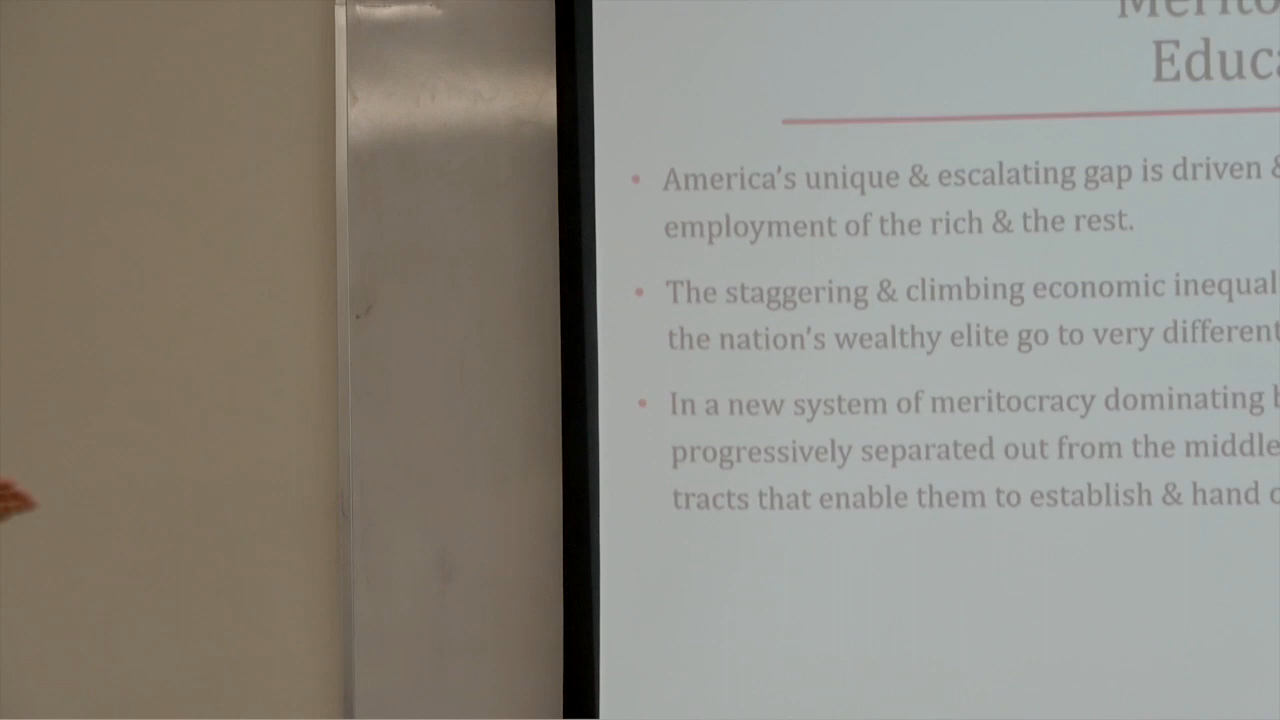 Educa
• America's unique & escalating gap is driven &
employment of the rich & the rest.
• The staggering & climbing economic inequal
the nation's wealthy elite go to very different
• In a new system of meritocracy dominating
progressively separated out from the middle
tracts that enable them to establish & hand